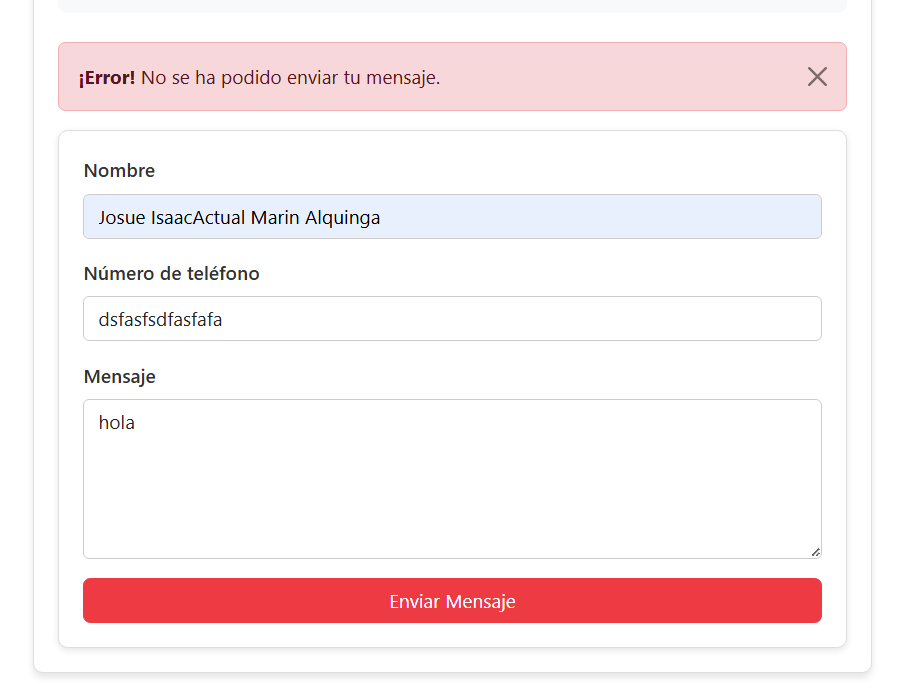 ¡Error! No se ha podido enviar tu mensaje.
Nombre
Josue IsaacActual Marin Alquinga
Número de teléfono
dsfasfsdfasfafa
Mensaje
hola
Enviar Mensaje